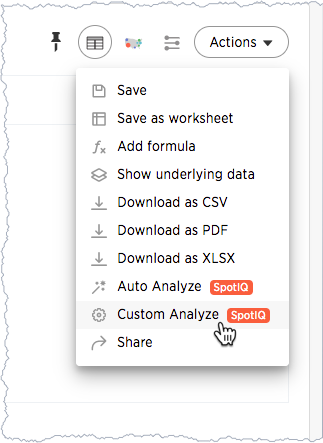 Actions
Save
Save as worksheet
fx Add formula
Show underlying data
Download as CSV
Download as PDF
Download as XLSX
Auto Analyze SpotIQ
Custom Analyze SpotIQ
Share